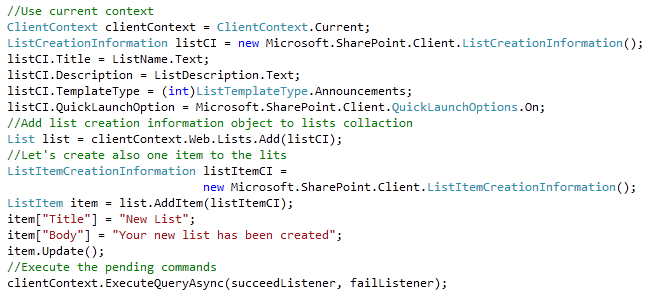 //Use current context
ClientContext clientContext = ClientContext.Current;
ListCreationInformation listCI = new Microsoft.SharePoint.Client.ListCreationInformation();
listCI.Title = ListName.Text;
listCI.Description = ListDescription.Text;
listCI.TemplateType = (int)ListTemplateType.Announcements;
listCI.QuickLaunchOption = Microsoft.SharePoint.Client.QuickLaunchOptions.On;
//Add list creation information object to lists collaction
List list = clientContext.Web.Lists.Add(listCI);
//Let's create also one item to the lits
ListItemCreationInformation listItemCI =
new Microsoft.SharePoint.Client.ListItemCreationInformation();
ListItem item = list.AddItem(listItemCI);
item["Title"] = "New List";
item["Body"] = "Your new list has been created";
item.Update();
//Execute the pending commands
clientContext.ExecuteQueryAsync(succeedListener, failListener);